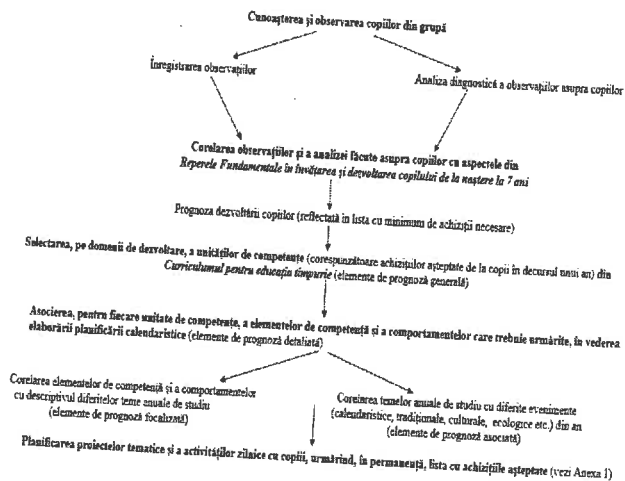 Cunoașterea și observarea copiilor din grupă
Înregistrarea observațiilor
Analiza diagnostică a observațiilor asupra copiilor
Corelarea observațiilor și a analizei făcute asupra copiilor cu aspectele din
Reperele Fundamentale în învățarea și dezvoltarea copilului de la naștere la 7 ani
Prognoza dezvoltării copiilor (reflectată în lista cu minimum de achiziții necesare)
Selectarea, pe domenii de dezvoltare, a unităților de competențe (corespunzătoare achizițiilor așteptate de la copii în decursul unui an) din
Curriculumul pentru educația timpurie (elemente de prognoză generală)
Asocierea, pentru fiecare unitate de competențe, a elementelor de competență și a comportamentelor care trebuie urmărite, în vederea
elaborării planificării calendaristice (elemente de prognoză detaliată)
Corelarea elementelor de competență și a comportamentelor
cu descriptivul diferitelor teme anuale de studiu
(elemente de prognoză focalizată)
Corelarea temelor anuale de studiu cu diferite evenimente
(calendaristice, tradiționale, culturale, ecologice etc.) din an
(elemente de prognoză asociată)
Planificarea proiectelor tematice și a activităților zilnice cu copiii, urmărind, în permanență, lista cu achizițiile așteptate (vezi Anexa 1)